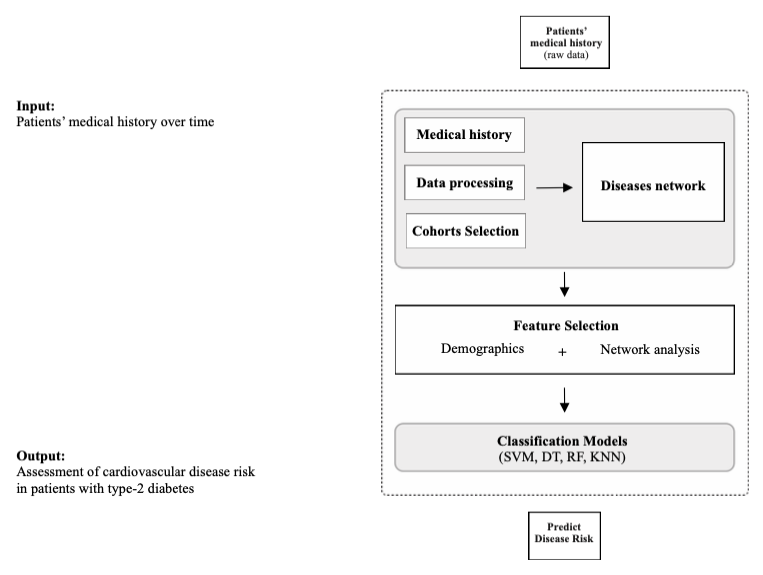 Patients'
medical history
(raw data)
Input:
Patients' medical history over time
Medical history
Data processing
Cohorts Selection
Diseases network
Feature Selection
Demographics + Network analysis
Classification Models
(SVM, DT, RF, KNN)
Output:
Assessment of cardiovascular disease risk
in patients with type-2 diabetes
Predict
Disease Risk